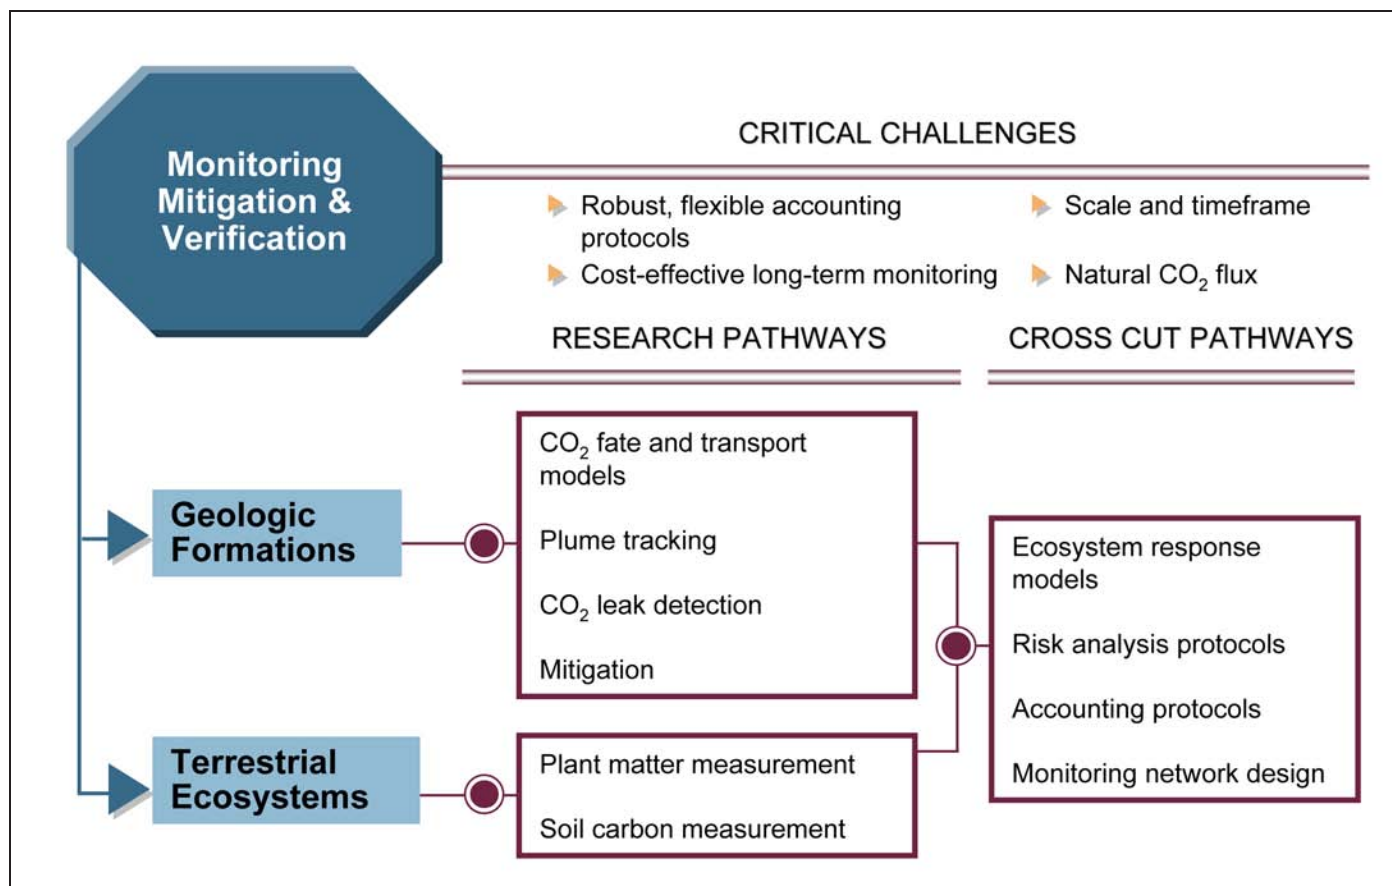 Monitoring
Mitigation &
Verification
CRITICAL CHALLENGES
Robust, flexible accounting
protocols
Cost-effective long-term monitoring
Scale and timeframe
Natural CO₂ flux
RESEARCH PATHWAYS
CROSS CUT PATHWAYS
Geologic
Formations
CO₂ fate and transport
models
Plume tracking
CO₂ leak detection
Mitigation
Terrestrial
Ecosystems
Plant matter measurement
Soil carbon measurement
Ecosystem response
models
Risk analysis protocols
Accounting protocols
Monitoring network design